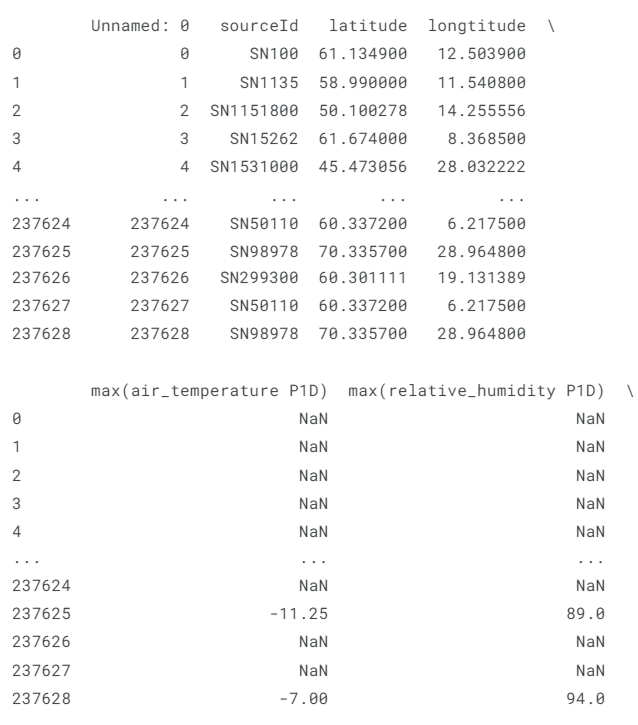 Unnamed: 0 sourceId latitude longtitude \
0 0 SN100 61.134900 12.503900
1 1 SN1135 58.990000 11.540800
2 2 SN1151800 50.100278 14.255556
3 3 SN15262 61.674000 8.368500
4 4 SN1531000 45.473056 28.032222
... ... ... ... ...
237624 237624 SN50110 60.337200 6.217500
237625 237625 SN98978 70.335700 28.964800
237626 237626 SN299300 60.301111 19.131389
237627 237627 SN50110 60.337200 6.217500
237628 237628 SN98978 70.335700 28.964800
max(air_temperature P1D) max(relative_humidity P1D) \
0 NaN NaN
1 NaN NaN
2 NaN NaN
3 NaN NaN
4 NaN NaN
... ... ...
237624 NaN NaN
237625 -11.25 89.0
237626 NaN NaN
237627 NaN NaN
237628 -7.00 94.0